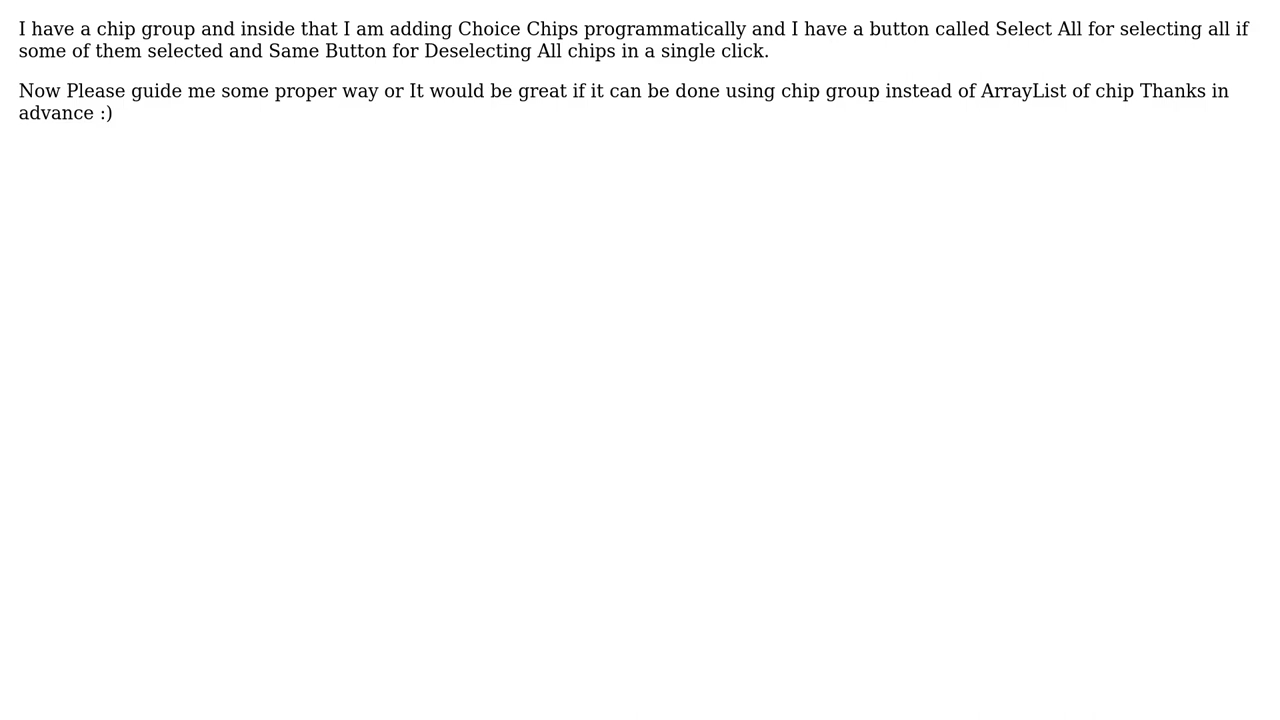 I have a chip group and inside that I am adding Choice Chips programmatically and I have a button called Select All for selecting all if
some of them selected and Same Button for Deselecting All chips in a single click.
Now Please guide me some proper way or It would be great if it can be done using chip group instead of ArrayList of chip Thanks in
advance :)